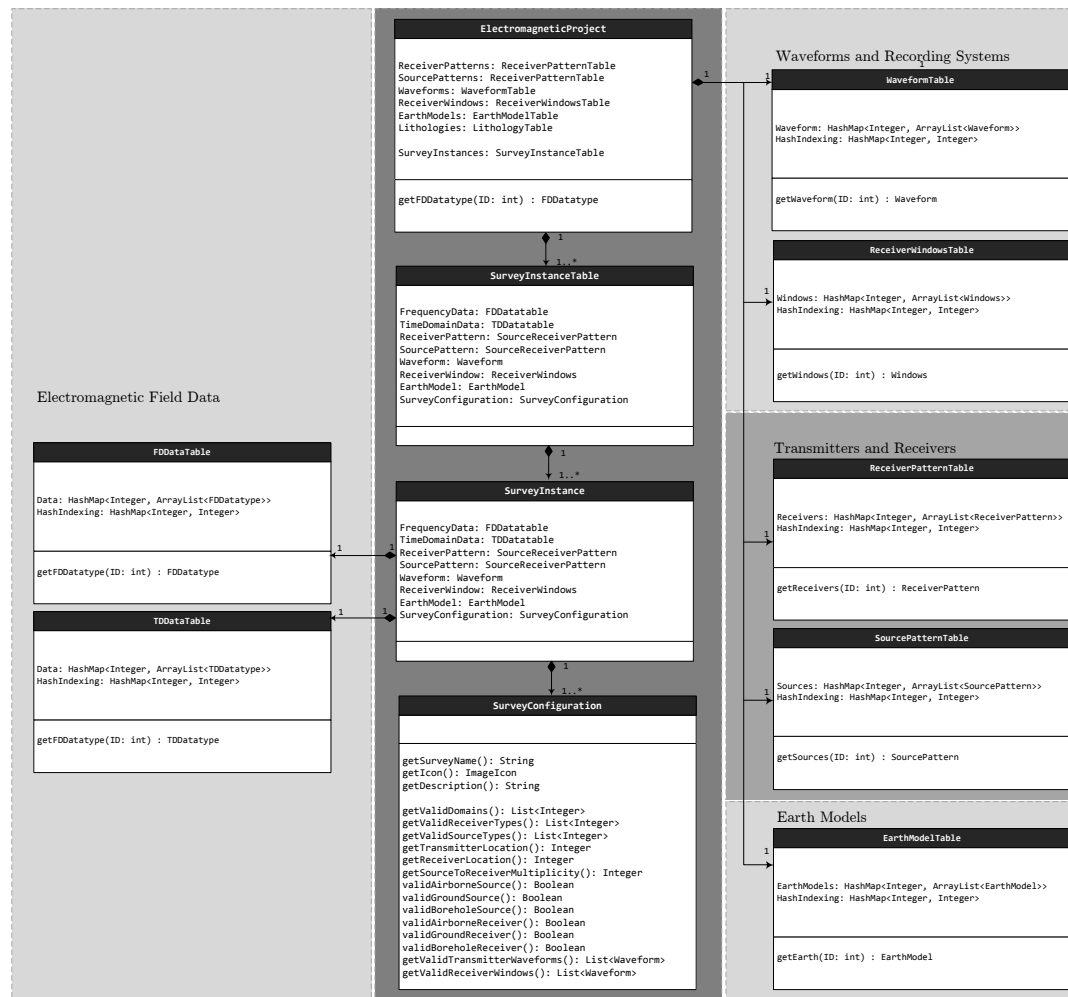 Electromagnetic Field Data
FDDataTable
Data: HashMap<Integer, ArrayList<FDDatatype>>
HashIndexing: HashMap<Integer, Integer>
getFDDatatype(ID: int) : FDDatatype
TDDataTable
Data: HashMap<Integer, ArrayList<TDDatatype>>
HashIndexing: HashMap<Integer, Integer>
getFDDatatype(ID: int) : TDDatatype
1
1
1
1
ElectromagneticProject
ReceiverPatterns: ReceiverPatternTable
SourcePatterns: ReceiverPatternTable
Waveforms: WaveformTable
ReceiverWindows: ReceiverWindowsTable
EarthModels: EarthModelTable
Lithologies: LithologyTable
SurveyInstances: SurveyInstanceTable
getFDDatatype(ID: int) : FDDatatype
1
1..*
SurveyInstanceTable
FrequencyData: FDDatatable
TimeDomainData: TDDatatable
ReceiverPattern: SourceReceiverPattern
SourcePattern: SourceReceiverPattern
Waveform: Waveform
ReceiverWindow: ReceiverWindows
EarthModel: EarthModel
SurveyConfiguration: SurveyConfiguration
1
1..*
SurveyInstance
FrequencyData: FDDatatable
TimeDomainData: TDDatatable
ReceiverPattern: SourceReceiverPattern
SourcePattern: SourceReceiverPattern
Waveform: Waveform
ReceiverWindow: ReceiverWindows
EarthModel: EarthModel
SurveyConfiguration: SurveyConfiguration
1
1..*
SurveyConfiguration
getSurveyName(): String
getIcon(): ImageIcon
getDescription(): String
getValidDomains(): List<Integer>
getValidReceiverTypes(): List<Integer>
getValidSourceTypes(): List<Integer>
getTransmitterLocation(): Integer
getReceiverLocation(): Integer
getSourceToReceiverMultiplicity(): Integer
validAirborneSource(): Boolean
validGroundSource(): Boolean
validBoreholeSource(): Boolean
validAirborneReceiver(): Boolean
validGroundReceiver(): Boolean
validBoreholeReceiver(): Boolean
getValidTransmitterWaveforms(): List<Waveform>
getValidReceiverWindows(): List<Waveform>
Waveforms and Recording Systems
1
1
1
WaveformTable
Waveform: HashMap<Integer, ArrayList<Waveform>>
HashIndexing: HashMap<Integer, Integer>
getWaveform(ID: int) : Waveform
ReceiverWindowsTable
1
Windows: HashMap<Integer, ArrayList<Windows>>
HashIndexing: HashMap<Integer, Integer>
getWindows(ID: int) : Windows
Transmitters and Receivers
ReceiverPatternTable
1
Receivers: HashMap<Integer, ArrayList<ReceiverPattern>>
HashIndexing: HashMap<Integer, Integer>
getReceivers(ID: int) : ReceiverPattern
SourcePatternTable
1
Sources: HashMap<Integer, ArrayList<SourcePattern>>
HashIndexing: HashMap<Integer, Integer>
getSources(ID: int) : SourcePattern
Earth Models
EarthModelTable
1
EarthModels: HashMap<Integer, ArrayList<EarthModel>>
HashIndexing: HashMap<Integer, Integer>
getEarth(ID: int) : EarthModel